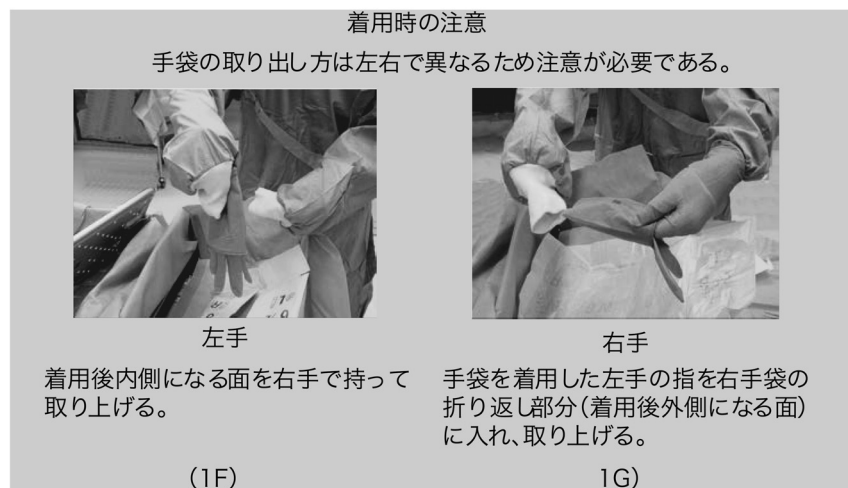 着用時の注意
手袋の取り出し方は左右で異なるため注意が必要である。
左手
着用後内側になる面を右手で持って
取り上げる。
(1F)
右手
手袋を着用した左手の指を右手袋の
折り返し部分(着用後外側になる面)
に入れ、取り上げる。
1G)